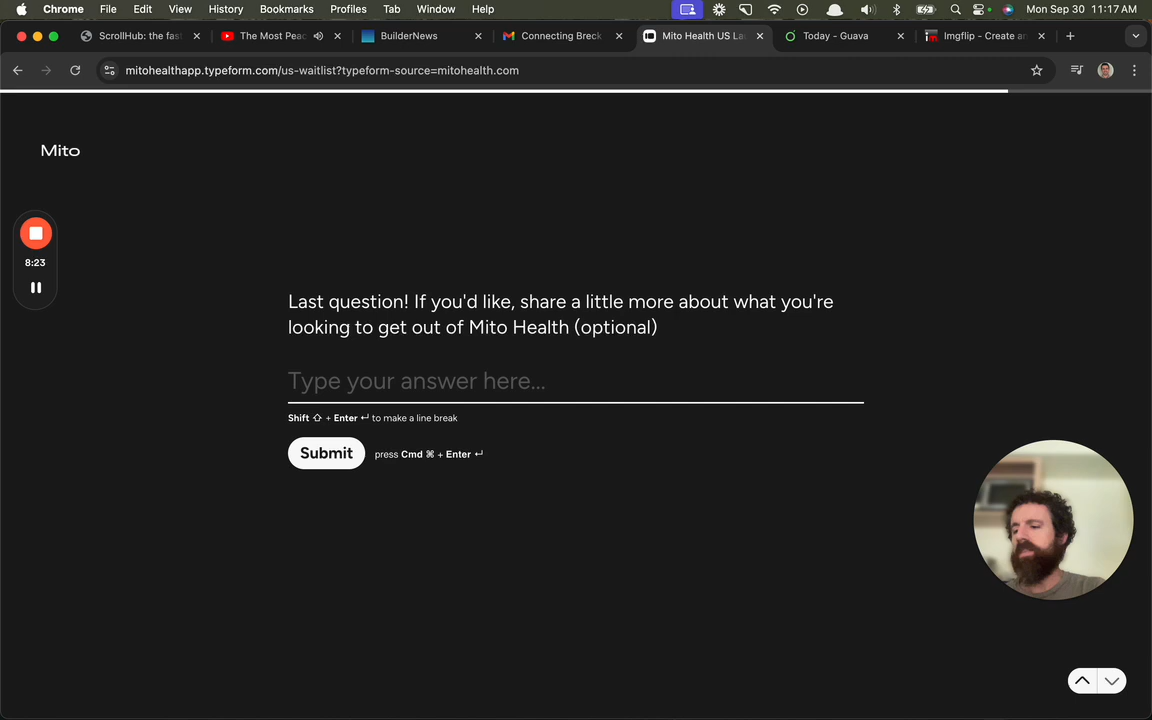 Chrome File Edit View History Bookmarks Profiles Tab Window Help Mon Sep 30 11:17 AM
ScrollHub: the fas The Most Peac BuilderNews Connecting Breck Mito Health US La Today - Guava Imgflip - Create an
mitohealthapp.typeform.com/us-waitlist?typeform-source=mitohealth.com
Mito
8:23
Last question! If you'd like, share a little more about what you're
looking to get out of Mito Health (optional)
Type your answer here...
Shift ⇧ + Enter ↵ to make a line break
Submit press Cmd ⌘ + Enter ↵